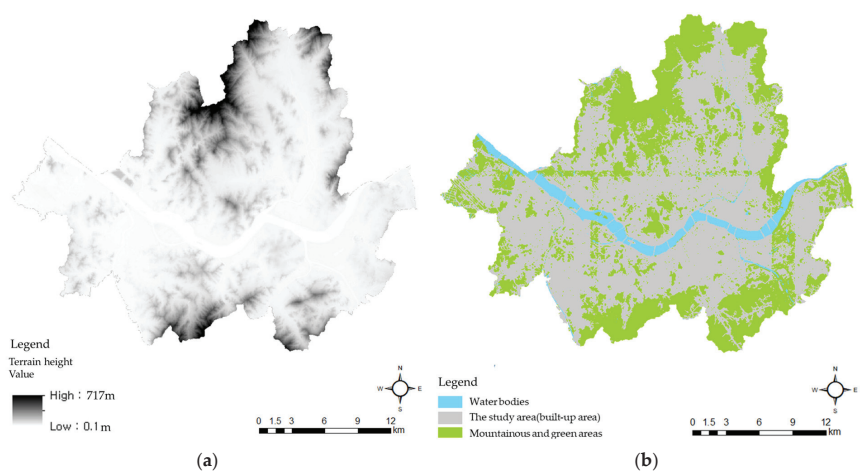 Legend
Terrain height
Value
High : 717m
Low : 0.1m
N
W E
S
0 1.5 3 6 9 12
km
(a)
Legend
Water bodies
The study area(built-up area)
Mountainous and green areas
N
W E
S
0 1.5 3 6 9 12
km
(b)